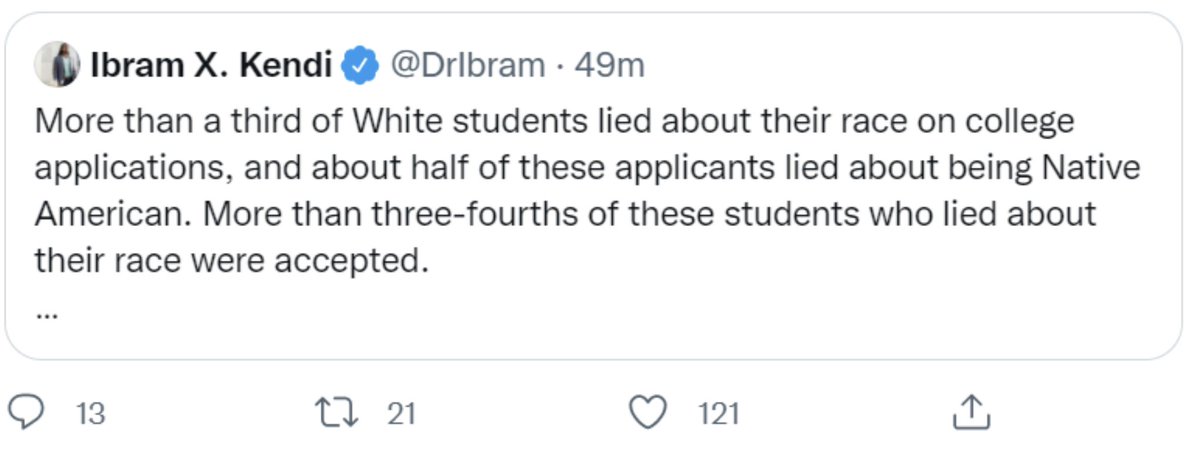 Ibram X. Kendi @DrIbram · 49m
More than a third of White students lied about their race on college
applications, and about half of these applicants lied about being Native
American. More than three-fourths of these students who lied about
their race were accepted.
...
13 21 121